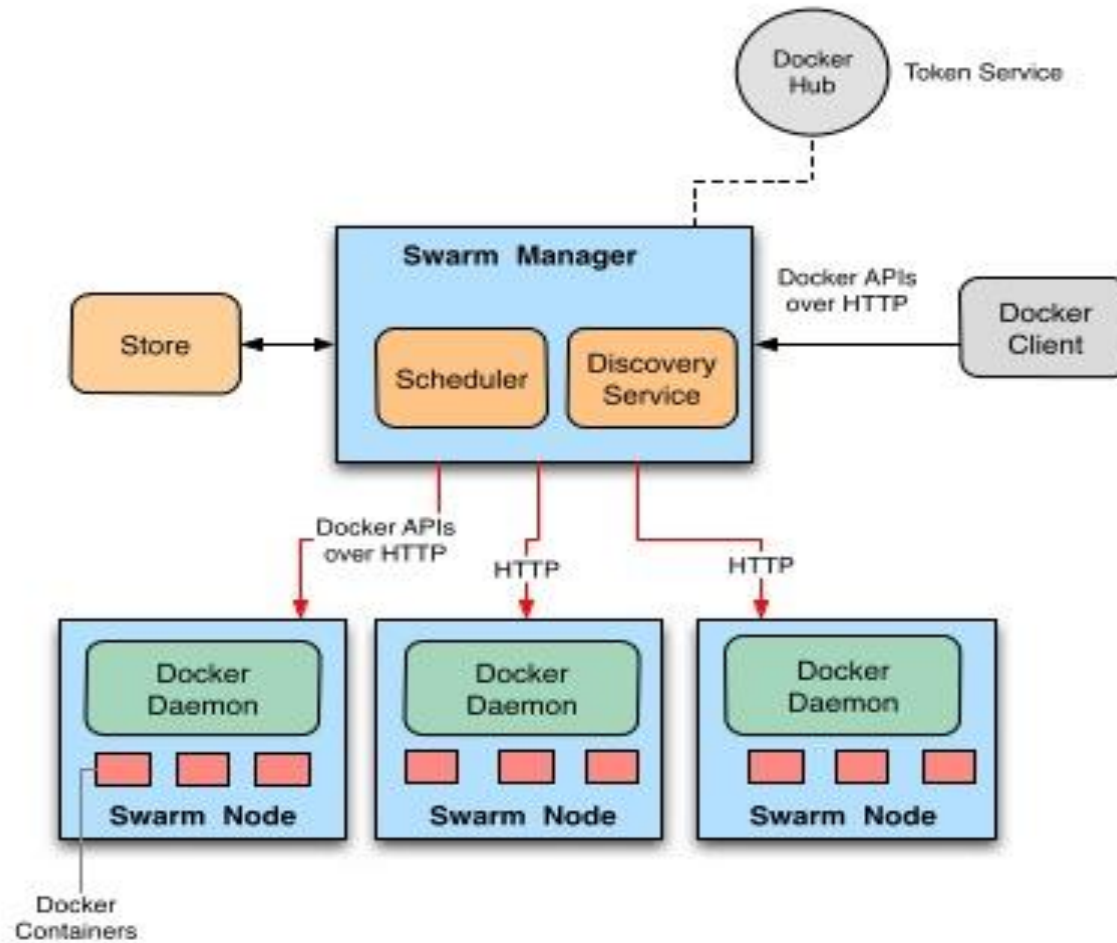 Docker
Hub
Token Service
Swarm Manager
Docker APIs
over HTTP
Store
Scheduler
Discovery
Service
Docker
Client
Docker APIs
over HTTP
HTTP
HTTP
Docker
Daemon
Docker
Daemon
Docker
Daemon
Swarm Node
Swarm Node
Swarm Node
Docker
Containers